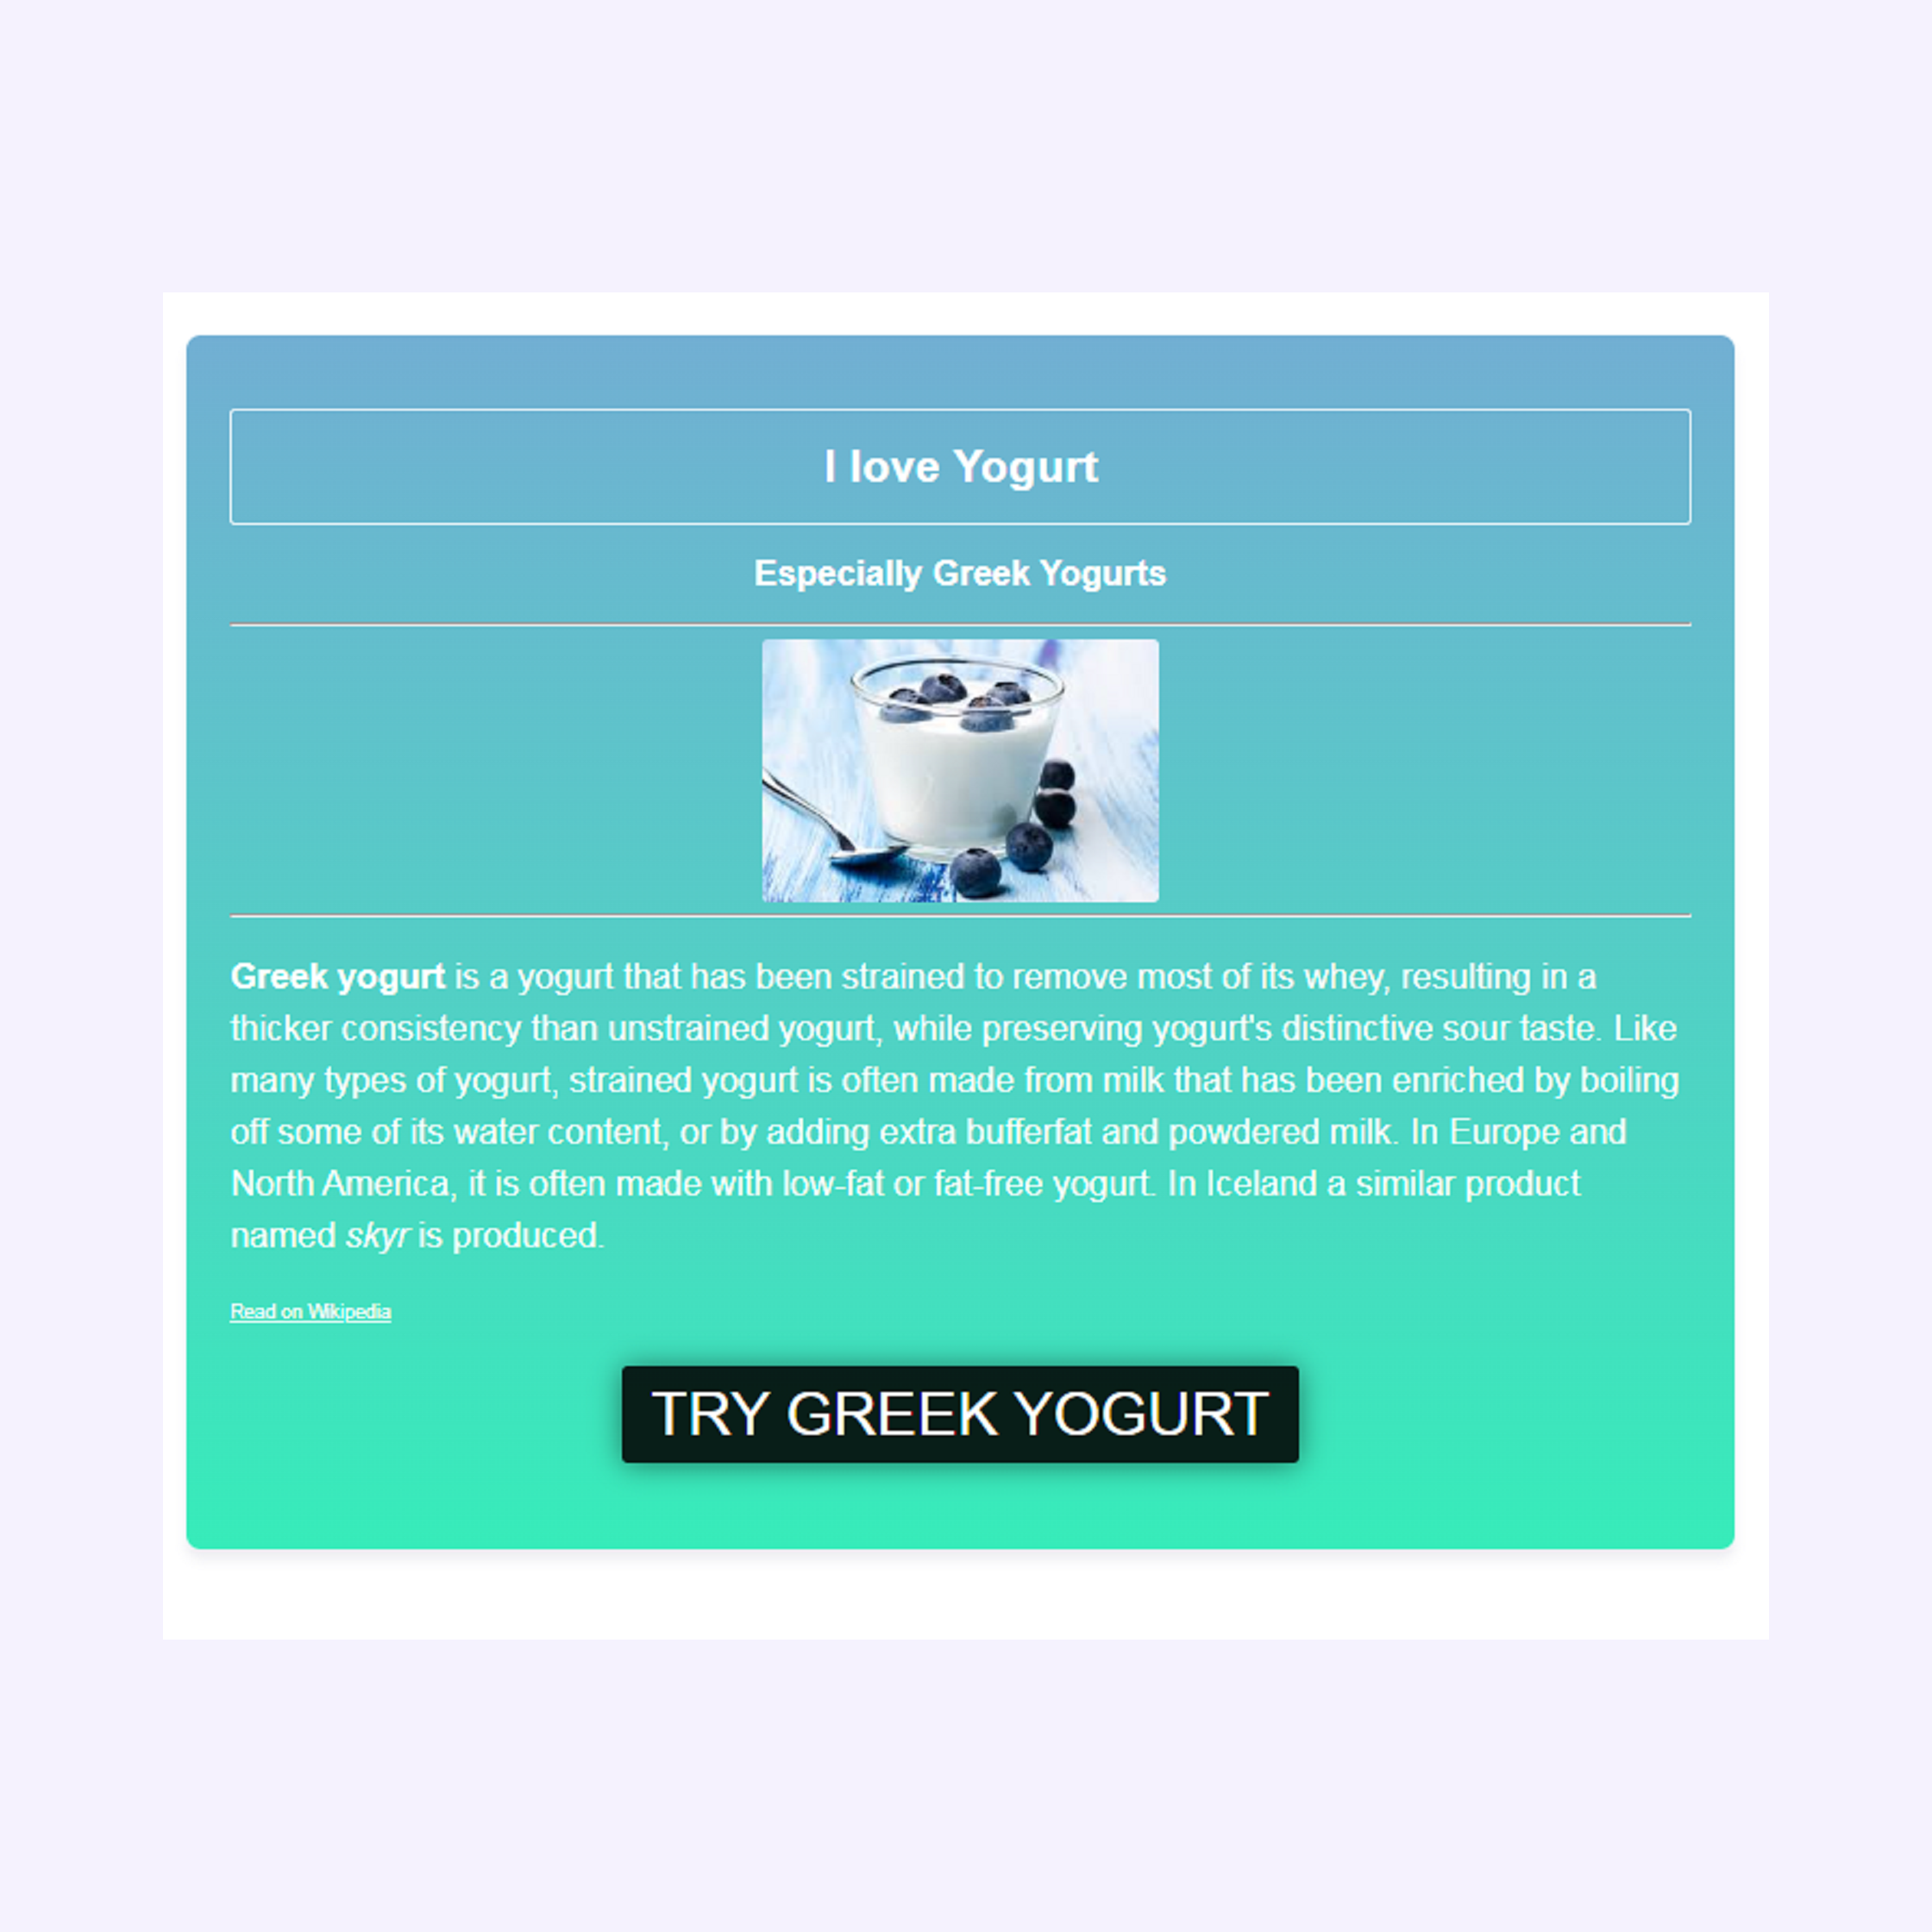 I love Yogurt
Especially Greek Yogurts
Greek yogurt is a yogurt that has been strained to remove most of its whey, resulting in a
thicker consistency than unstrained yogurt, while preserving yogurt's distinctive sour taste. Like
many types of yogurt, strained yogurt is often made from milk that has been enriched by boiling
off some of its water content, or by adding extra bufferfat and powdered milk. In Europe and
North America, it is often made with low-fat or fat-free yogurt. In Iceland a similar product
named skyr is produced.
Read on Wikipedia
TRY GREEK YOGURT